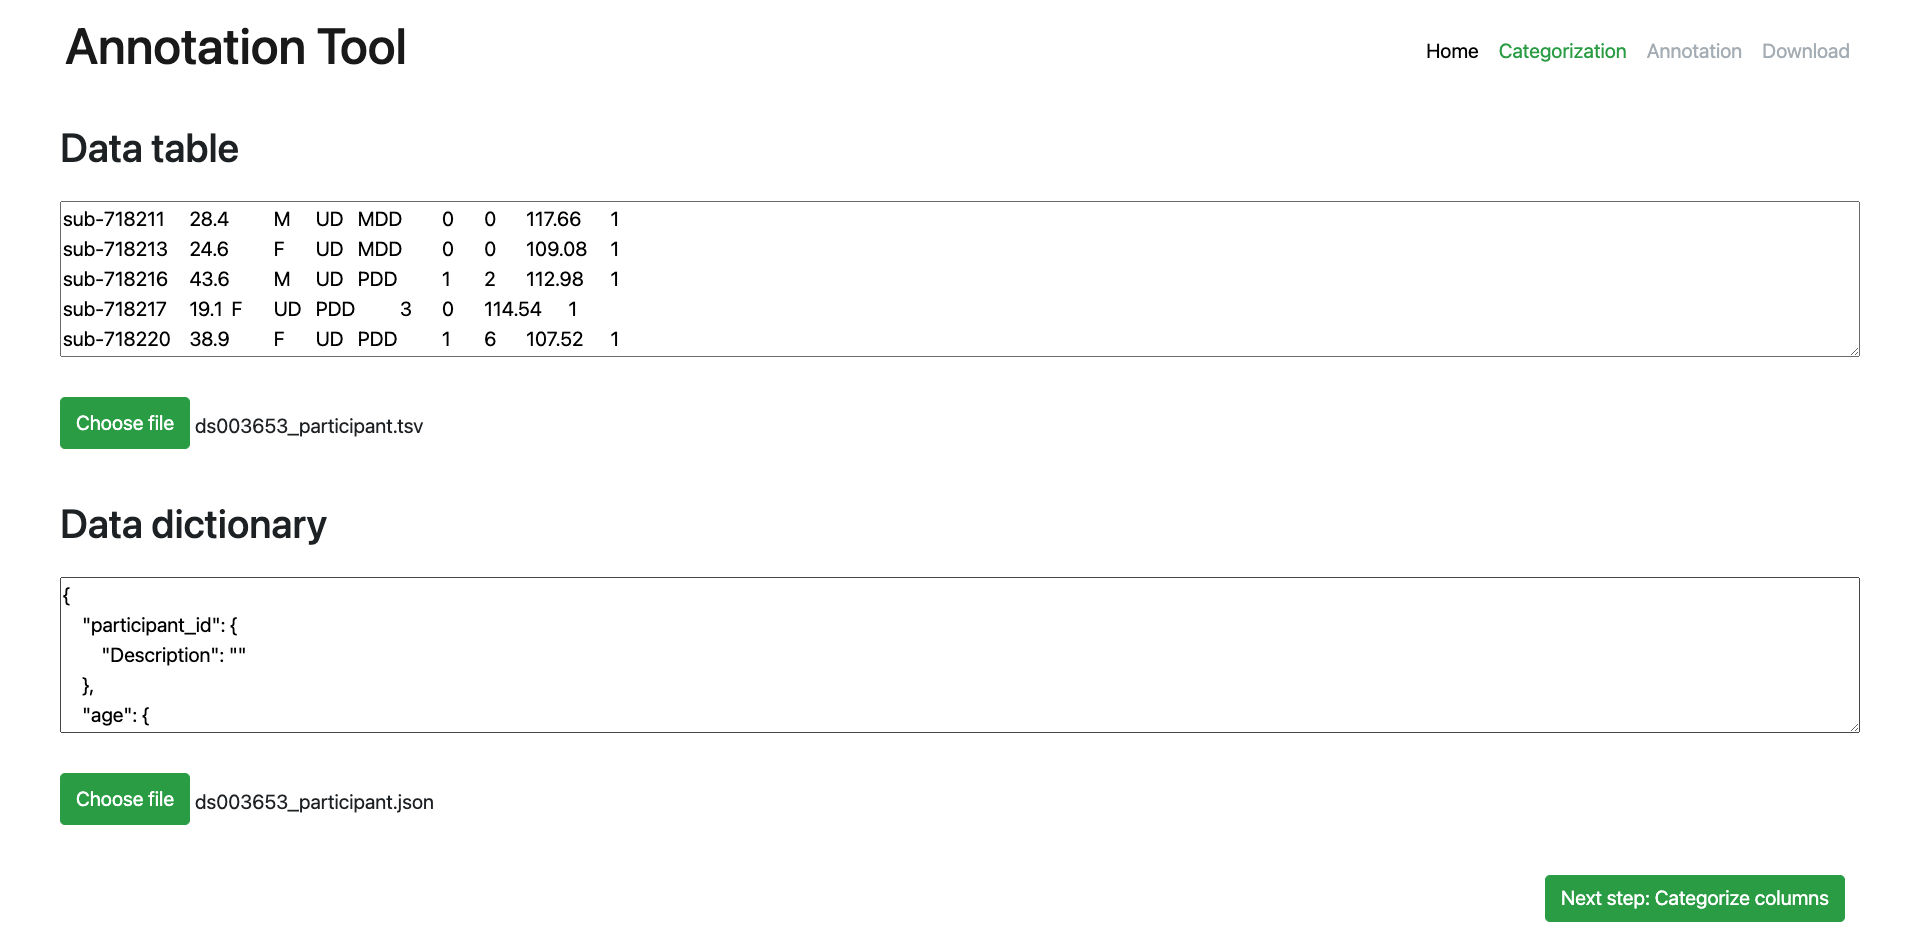 Annotation Tool
Home Categorization Annotation Download
Data table
sub-718211 28.4 M UD MDD 0 0 117.66 1
sub-718213 24.6 F UD MDD 0 0 109.08 1
sub-718216 43.6 M UD PDD 1 2 112.98 1
sub-718217 19.1 F UD PDD 3 0 114.54 1
sub-718220 38.9 F UD PDD 1 6 107.52 1
Choose file ds003653_participant.tsv
Data dictionary
{
"participant_id": {
"Description": ""
},
"age": {
Choose file ds003653_participant.json
Next step: Categorize columns